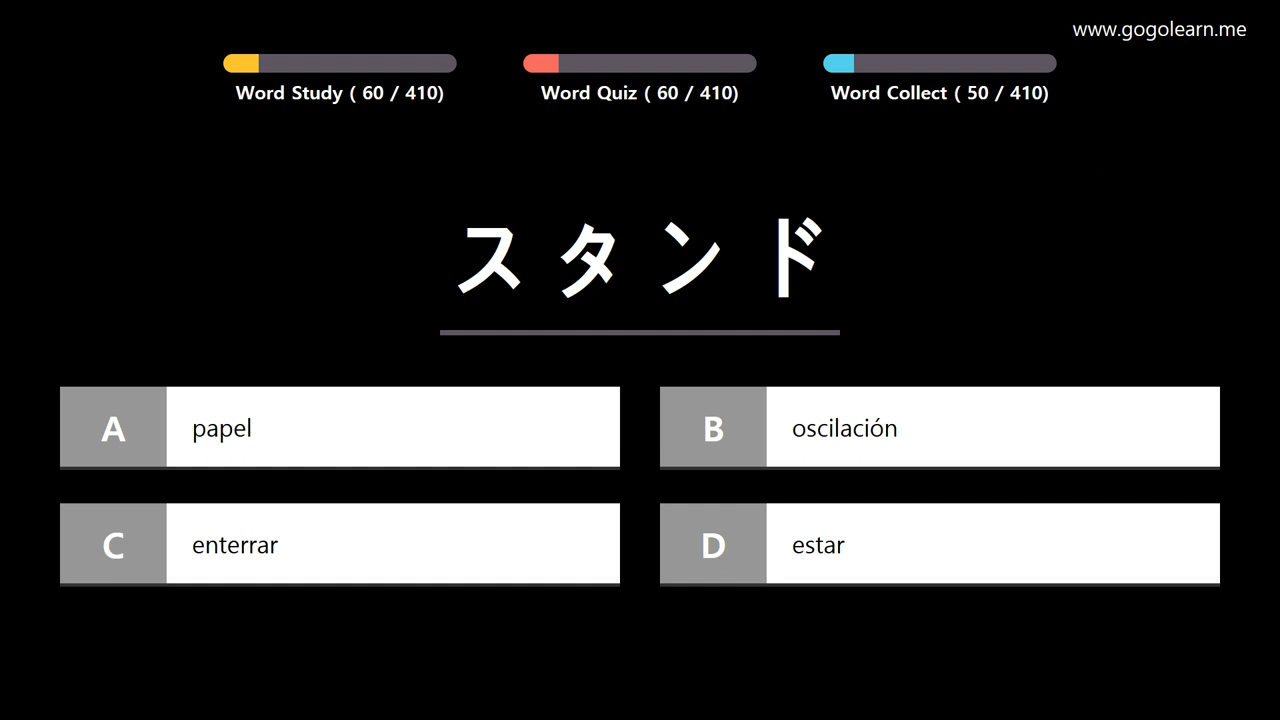 www.gogolearn.me
Word Study ( 60 / 410)
Word Quiz ( 60 / 410)
Word Collect ( 50 / 410)
スタンド
A papel
B oscilación
C enterrar
D estar